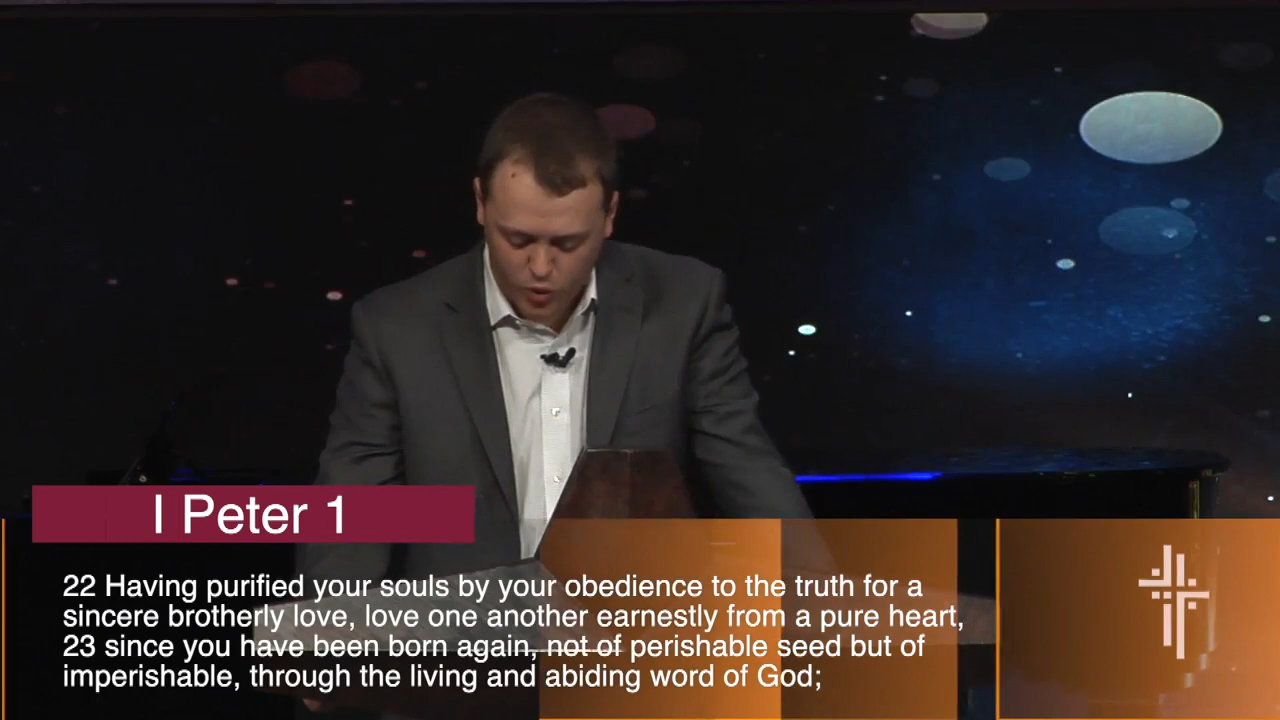 I Peter 1
22 Having purified your souls by your obedience to the truth for a
sincere brotherly love, love one another earnestly from a pure heart,
23 since you have been born again, not of perishable seed but of
imperishable, through the living and abiding word of God;